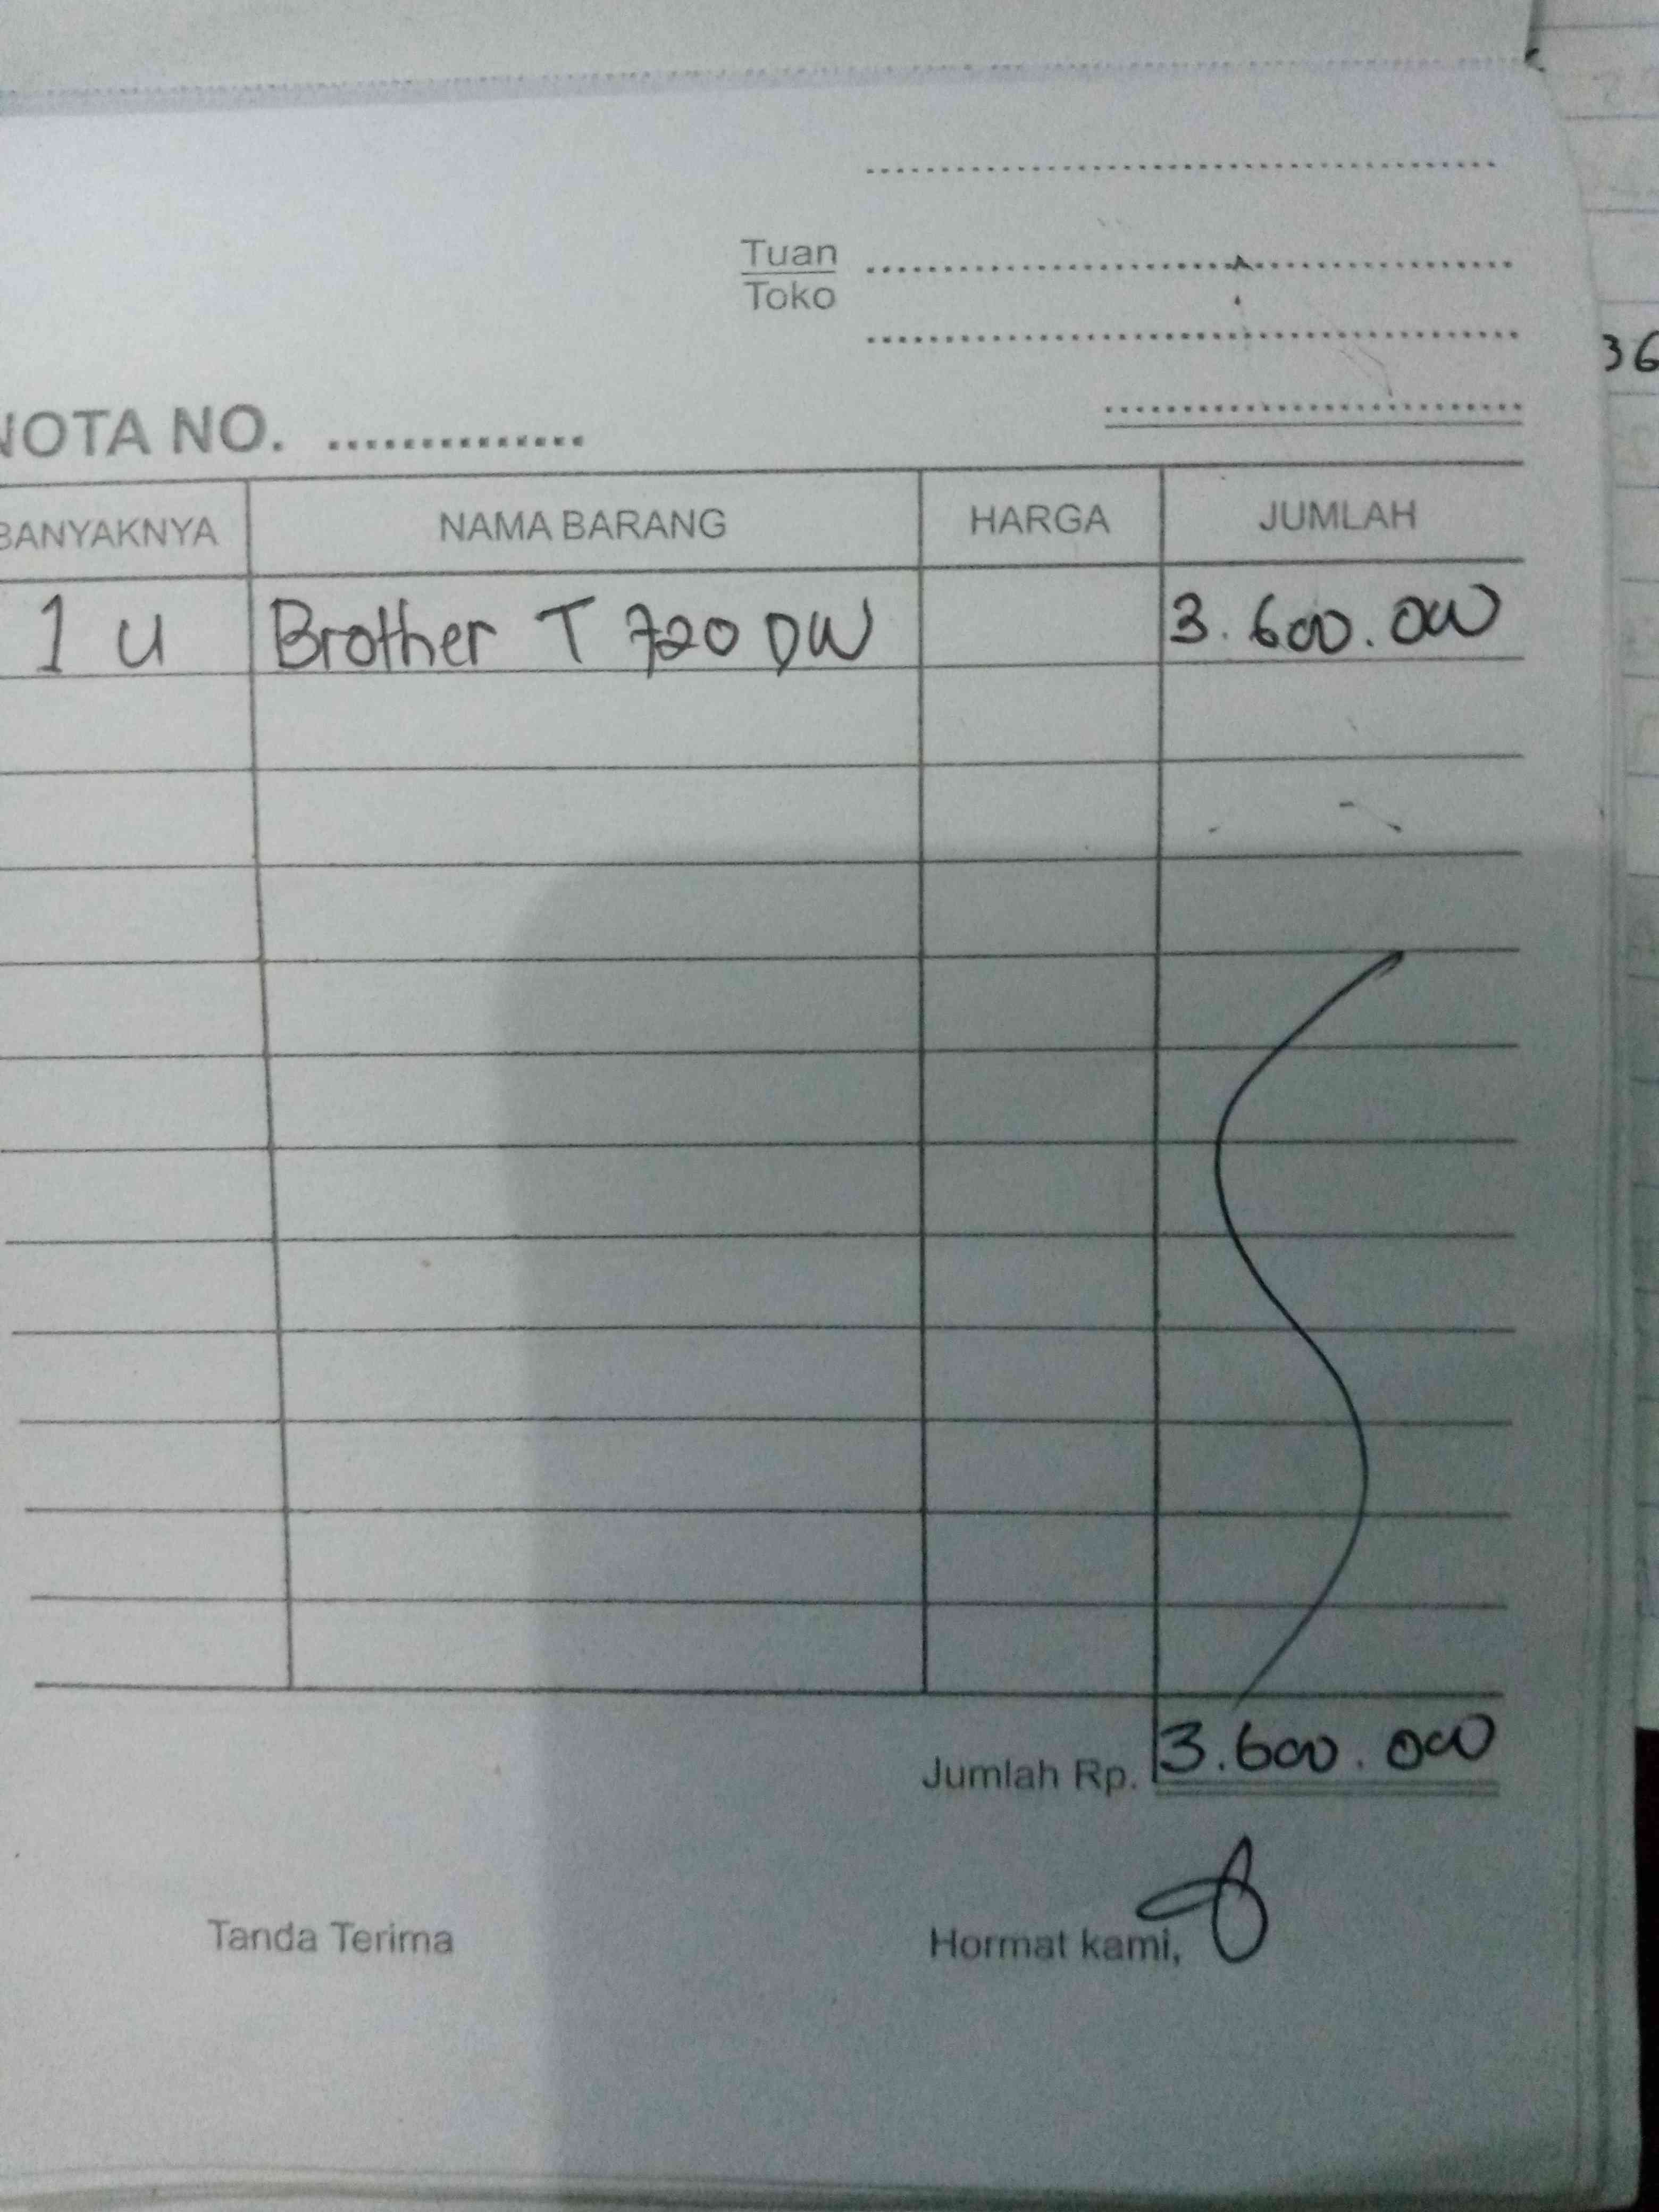 Tuan
Toko
36
NOTA NO. ..............
BANYAKNYA NAMA BARANG HARGA JUMLAH
1 U Brother T 720 DW 3.600.000
Jumlah Rp. 3.600.000
Tanda Terima Hormat kami,